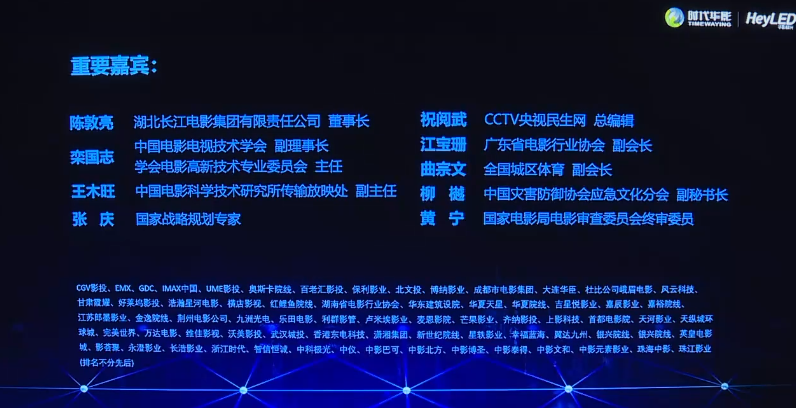 时代华影
TIMEWAYING
HeyLED
重要嘉宾：
陈敦亮 湖北长江电影集团有限责任公司 董事长
栾国志 中国电影电视技术学会 副理事长
学会电影高新技术专业委员会 主任
王木旺 中国电影科学技术研究所传输放映处 副主任
张 庆 国家战略规划专家
祝阅武 CCTV央视民生网 总编辑
江宝珊 广东省电影行业协会 副会长
曲宗文 全国城区体育 副会长
柳 樾 中国灾害防御协会应急文化分会 副秘书长
黄 宁 国家电影局电影审查委员会终审委员
CGV影投、EMX、GDC、IMAX中国、UME影投、奥斯卡院线、百老汇影投、保利影业、北文投、博纳影业、成都市电影集团、大连华臣、杜比公司峨眉电影、风云科技、
甘肃霞耀、好莱坞影投、浩瀚星河电影、横店影视、红鲤鱼院线、湖南省电影行业协会、华东建筑设院、华夏天星、华夏院线、吉星悦影业、嘉辰影业、嘉裕院线、
江苏郎墨影业、金逸院线、荆州电影公司、九洲光电、乐田电影、利群影管、卢米埃影业、麦恩影院、芒果影业、齐纳影投、上影科技、首都电影院、天河影业、天纵城环
球城、完美世界、万达电影、维佳影视、沃美影投、武汉城投、香港东电科技、潇湘集团、新世纪院线、星轶影业、幸福蓝海、翼达九州、银兴院线、银兴院线、英皇电影
城、影荟聚、永澄影业、长浩影业、浙江时代、智信恒诚、中科极光、中仪、中影巴可、中影北方、中影博圣、中影泰得、中影文和、中影元素影业、珠海中影、珠江影业
(排名不分先后)